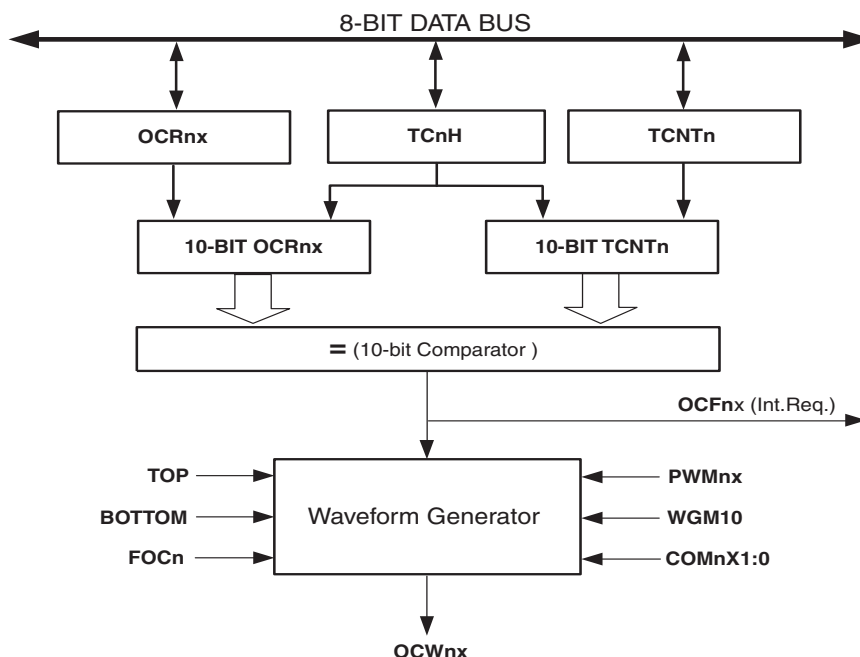 8-BIT DATA BUS
OCRnx
TCnH
TCNTn
10-BIT OCRnx
10-BIT TCNTn
= (10-bit Comparator )
OCFnx (Int.Req.)
TOP
BOTTOM
FOCn
Waveform Generator
PWMnx
WGM10
COMnX1:0
OCWnx